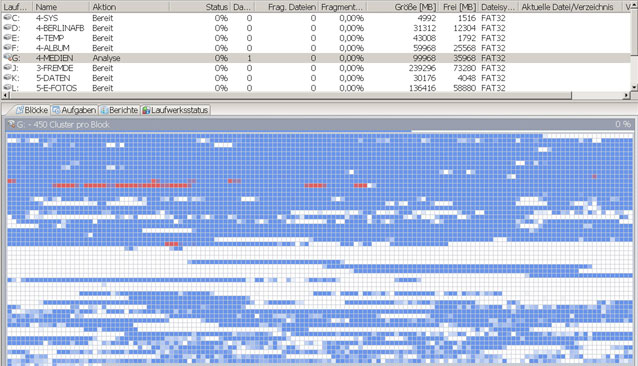 Lauf... Name Aktion Status Da... Frag. Dateien Fragment... Größe [MB] Frei [MB] Dateisy... Aktuelle Datei/Verzeichnis V
C: 4-SYS Bereit 0% 0 0 0,00% 4992 1516 FAT32
D: 4-BERLINAFB Bereit 0% 0 0 0,00% 31312 12304 FAT32
E: 4-TEMP Bereit 0% 0 0 0,00% 43008 1792 FAT32
F: 4-ALBUM Bereit 0% 0 0 0,00% 59968 25568 FAT32
G: 4-MEDIEN Analyse 0% 1 0 0,00% 99968 35968 FAT32
J: 3-FREMDE Bereit 0% 0 0 0,00% 239296 73280 FAT32
K: 5-DATEN Bereit 0% 0 0 0,00% 30176 4048 FAT32
L: 5-E-FOTOS Bereit 0% 0 0 0,00% 136416 58880 FAT32
Blöcke Aufgaben Berichte Laufwerksstatus
G: - 450 Cluster pro Block 0 %